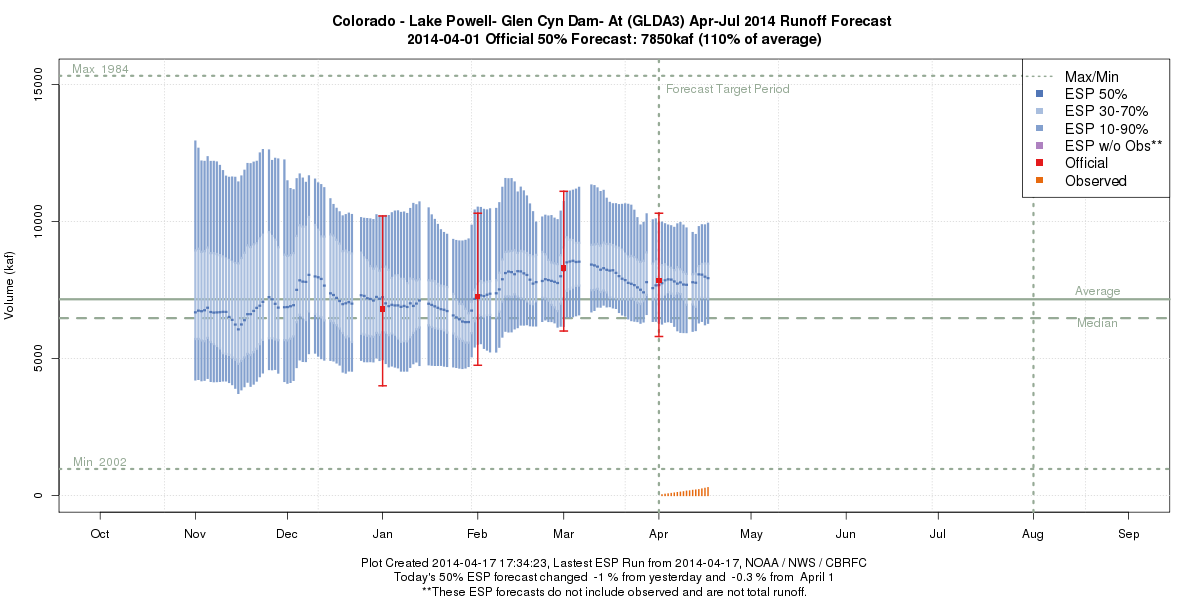 Colorado - Lake Powell- Glen Cyn Dam- At (GLDA3) Apr-Jul 2014 Runoff Forecast
2014-04-01 Official 50% Forecast: 7850kaf (110% of average)
Max 1984
Forecast Target Period
Max/Min
ESP 50%
ESP 30-70%
ESP 10-90%
ESP w/o Obs**
Official
Observed
Volume (kaf)
15000
10000
5000
0
Average
Median
Min 2002
Oct Nov Dec Jan Feb Mar Apr May Jun Jul Aug Sep
Plot Created 2014-04-17 17:34:23, Lastest ESP Run from 2014-04-17, NOAA / NWS / CBRFC
Today's 50% ESP forecast changed -1 % from yesterday and -0.3 % from April 1
**These ESP forecasts do not include observed and are not total runoff.